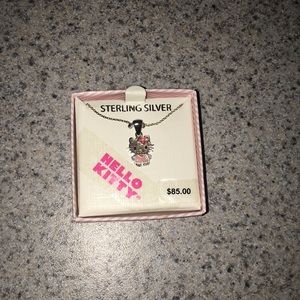 STERLING SILVER
HELLO
KITTY
$85.00